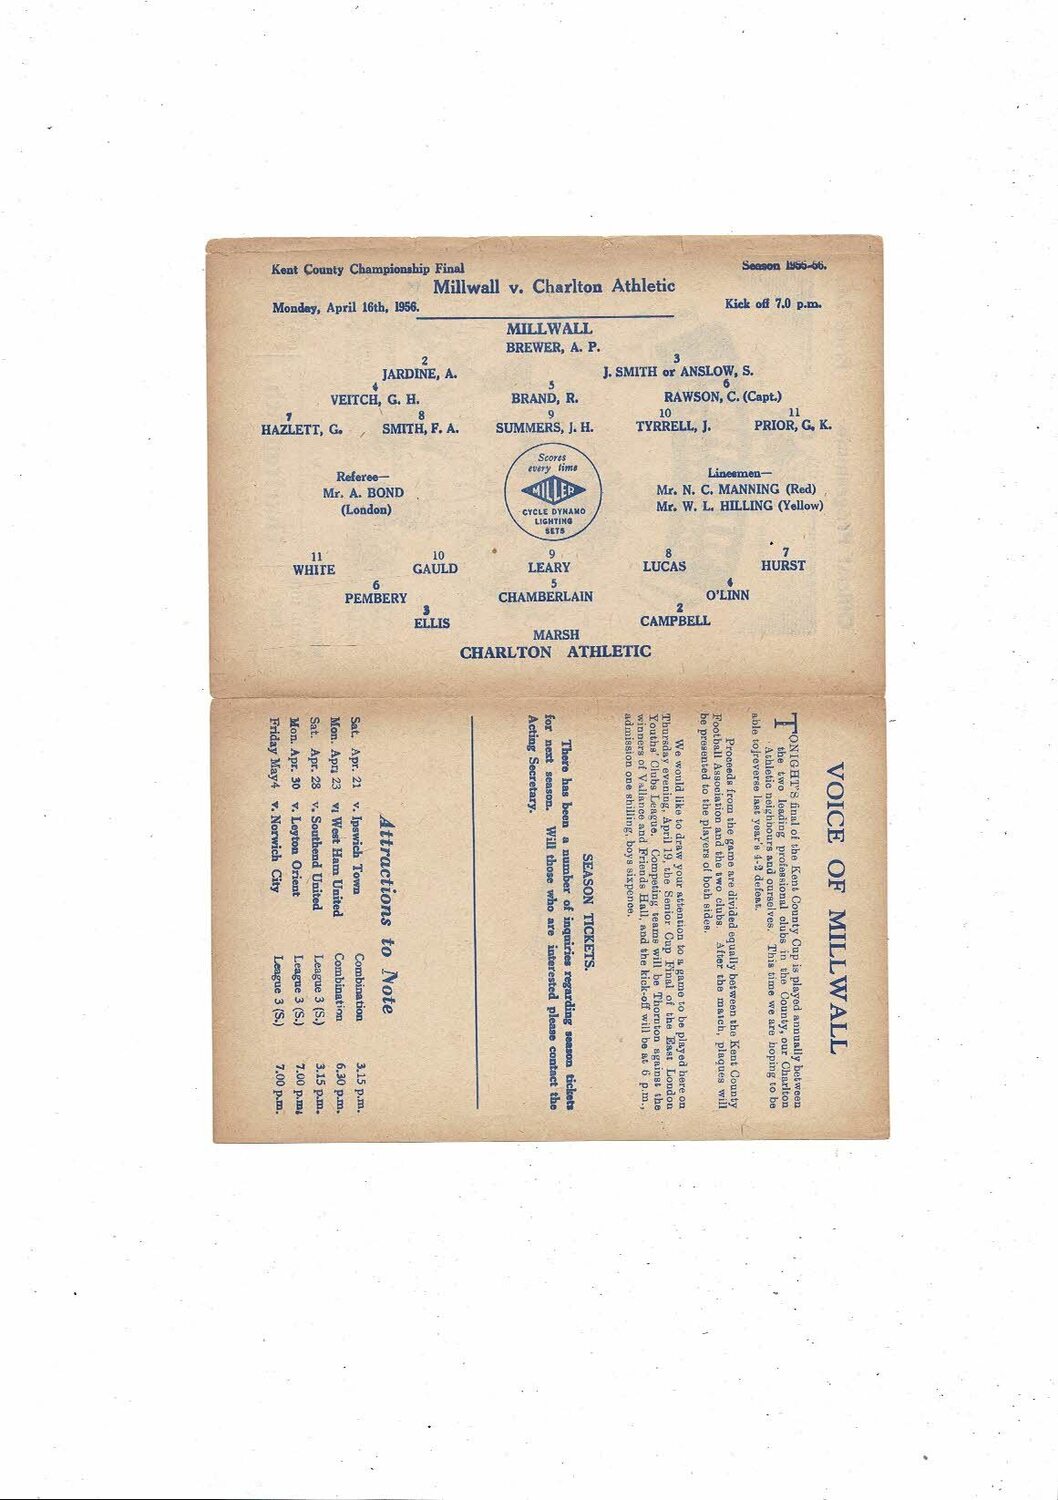 Kent County Championship Final
Season 1955-56.
Millwall v. Charlton Athletic
Monday, April 16th, 1956.
Kick off 7.0 p.m.
MILLWALL
BREWER, A. P.
2 3
JARDINE, A. J. SMITH or ANSLOW, S.
4 5 6
VEITCH, G. H. BRAND, R. RAWSON, C. (Capt.)
7 8 9 10 11
HAZLETT, G. SMITH, F. A. SUMMERS, J. H. TYRRELL, J. PRIOR, G. K.
Referee—
Mr. A. BOND
(London)
Scores
every time
MILLER
CYCLE DYNAMO
LIGHTING
SETS
Linesmen—
Mr. N. C. MANNING (Red)
Mr. W. L. HILLING (Yellow)
11 10 9 8 7
WHITE GAULD LEARY LUCAS HURST
6 5 4
PEMBERY CHAMBERLAIN O'LINN
3 2
ELLIS CAMPBELL
MARSH
CHARLTON ATHLETIC
VOICE OF MILLWALL
TONIGHT'S final of the Kent County Cup is played annually between
the two leading professional clubs in the County, our Charlton
Athletic neighbours and ourselves. This time we are hoping to be
able to reverse last year's 4-2 defeat.
Proceeds from the game are divided equally between the Kent County
Football Association and the two clubs. After the match, plaques will
be presented to the players of both sides.
We would like to draw your attention to a game to be played here on
Thursday evening, April 19, the Senior Cup Final of the East London
Youths' Clubs League. Competing teams will be Thornton against the
winners of Vallance and Friends Hall, and the kick-off will be at 6 p.m.,
admission one shilling, boys sixpence.
SEASON TICKETS.
There has been a number of inquiries regarding season tickets
for next season. Will those who are interested please contact the
Acting Secretary.
Attractions to Note
Sat. Apr. 21 v. Ipswich Town Combination 3.15 p.m.
Mon. Apr. 23 v. West Ham United Combination 6.30 p.m.
Sat. Apr. 28 v. Southend United League 3 (S.) 3.15 p.m.
Mon. Apr. 30 v. Leyton Orient League 3 (S.) 7.00 p.m.
Friday May 4 v. Norwich City League 3 (S.) 7.00 p.m.